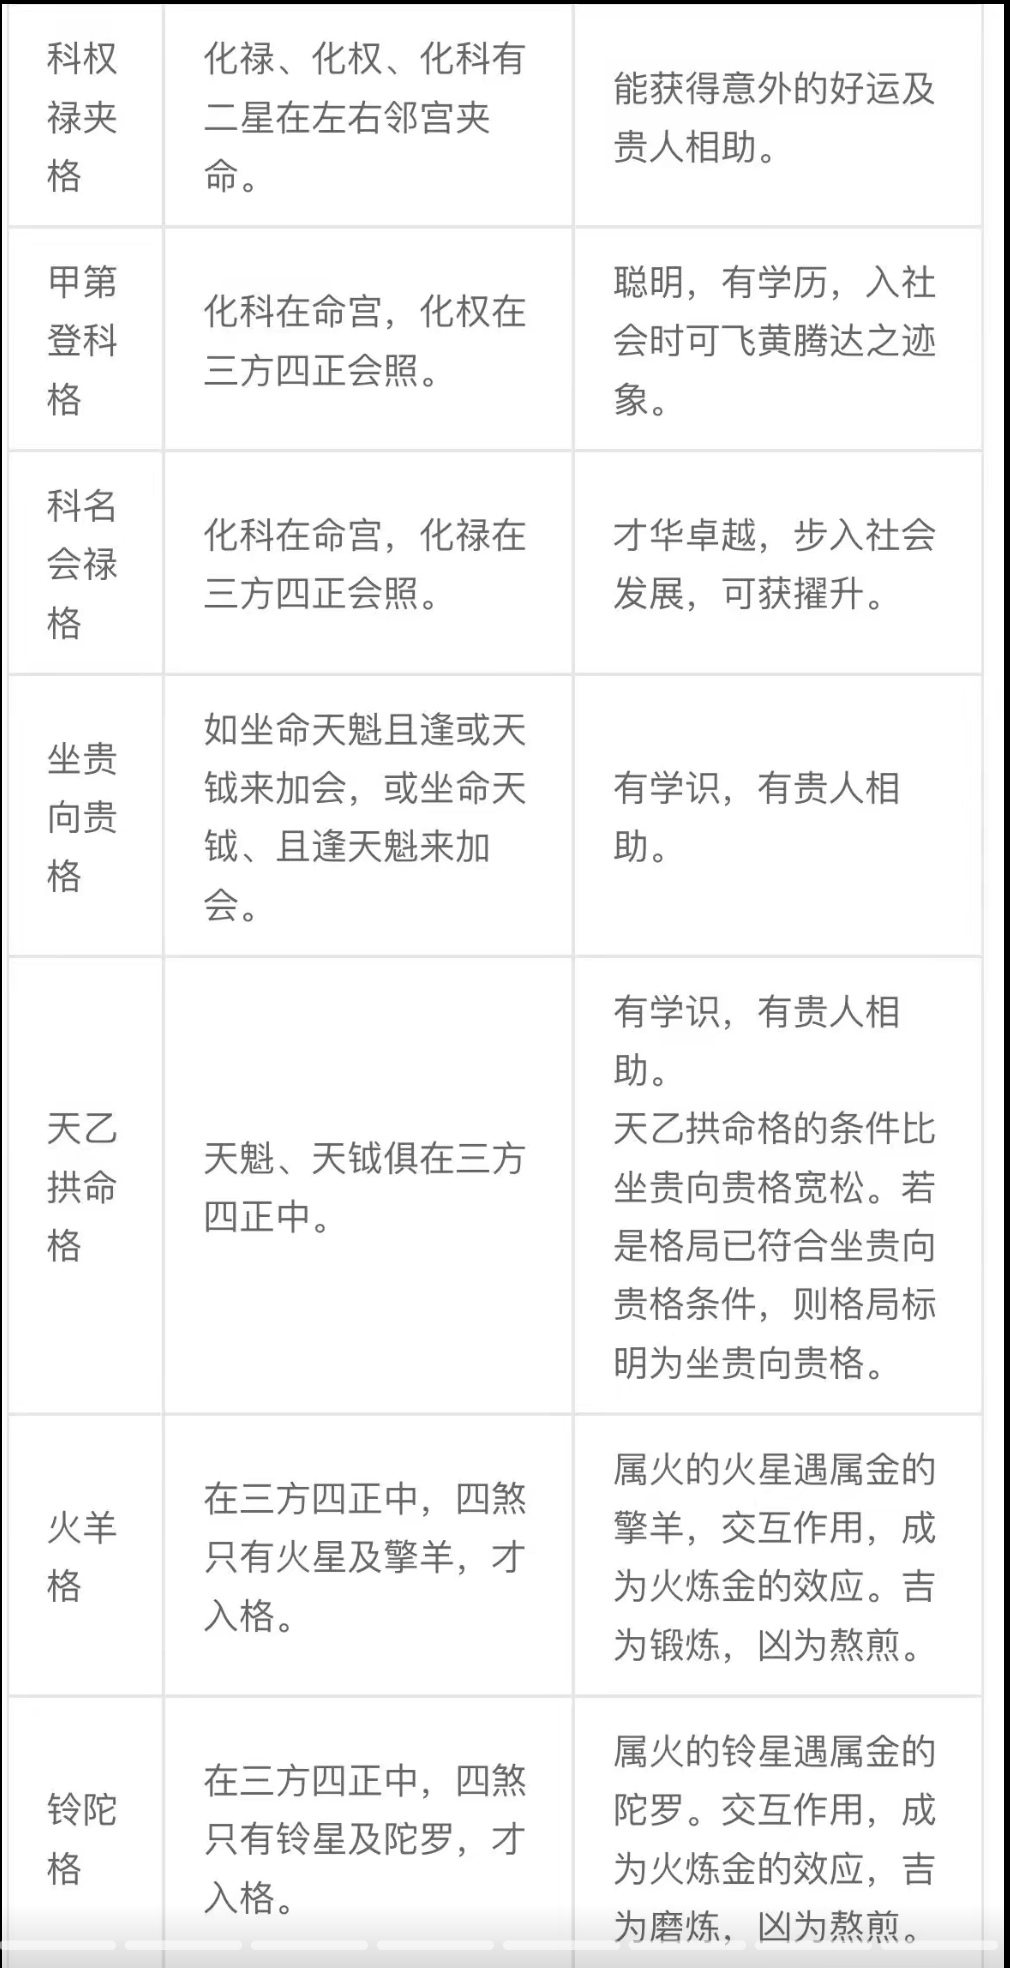 科权
禄夹
格
化禄、化权、化科有
二星在左右邻宫夹
命。
能获得意外的好运及
贵人相助。
甲第
登科
格
化科在命宫，化权在
三方四正会照。
聪明，有学历，入社
会时可飞黄腾达之迹
象。
科名
会禄
格
化科在命宫，化禄在
三方四正会照。
才华卓越，步入社会
发展，可获擢升。
坐贵
向贵
格
如坐命天魁且逢或天
钺来加会，或坐命天
钺、且逢天魁来加
会。
有学识，有贵人相
助。
天乙
拱命
格
天魁、天钺俱在三方
四正中。
有学识，有贵人相
助。
天乙拱命格的条件比
坐贵向贵格宽松。若
是格局已符合坐贵向
贵格条件，则格局标
明为坐贵向贵格。
火羊
格
在三方四正中，四煞
只有火星及擎羊，才
入格。
属火的火星遇属金的
擎羊，交互作用，成
为火炼金的效应。吉
为锻炼，凶为熬煎。
铃陀
格
在三方四正中，四煞
只有铃星及陀罗，才
入格。
属火的铃星遇属金的
陀罗。交互作用，成
为火炼金的效应，吉
为磨炼，凶为熬煎。